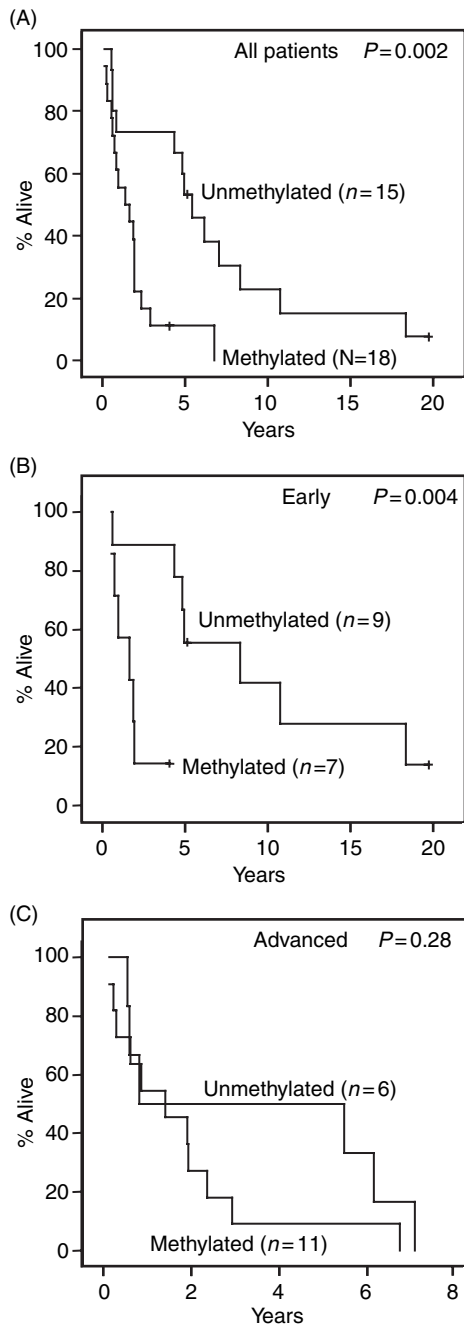 (A)
All patients P=0.002
100
80
60
40
20
0
% Alive
Unmethylated (n=15)
Methylated (N=18)
0 5 10 15 20
Years
(B)
Early P=0.004
100
80
60
40
20
0
% Alive
Unmethylated (n=9)
Methylated (n=7)
0 5 10 15 20
Years
(C)
Advanced P=0.28
100
80
60
40
20
0
% Alive
Unmethylated (n=6)
Methylated (n=11)
0 2 4 6 8
Years